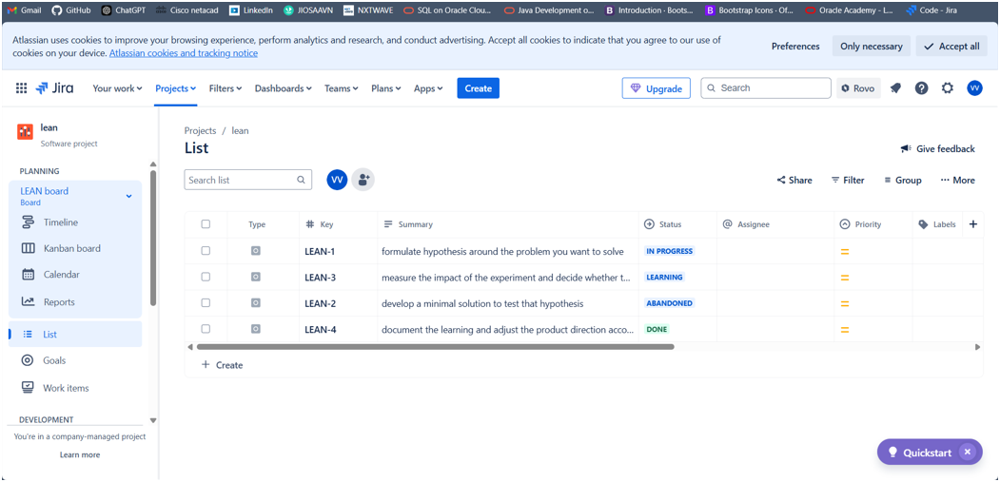 Gmail GitHub ChatGPT Cisco netacad LinkedIn JIOSAAVN NXTWAVE SQL on Oracle Cloud... Java Development o... Introduction · Boots... Bootstrap Icons · Of... Oracle Academy - L... Code - Jira
Atlassian uses cookies to improve your browsing experience, perform analytics and research, and conduct advertising. Accept all cookies to indicate that you agree to our use of
cookies on your device. Atlassian cookies and tracking notice
Preferences Only necessary Accept all
Jira Your work Projects Filters Dashboards Teams Plans Apps Create Upgrade Search Rovo VV
lean
Software project
PLANNING
LEAN board
Board
Timeline
Kanban board
Calendar
Reports
List
Goals
Work items
DEVELOPMENT
You're in a company-managed project
Learn more
Projects / lean
List
Give feedback
Search list VV Share Filter Group More
Type Key Summary Status Assignee Priority Labels
LEAN-1 formulate hypothesis around the problem you want to solve IN PROGRESS
LEAN-3 measure the impact of the experiment and decide whether t... LEARNING
LEAN-2 develop a minimal solution to test that hypothesis ABANDONED
LEAN-4 document the learning and adjust the product direction acco... DONE
Create
Quickstart